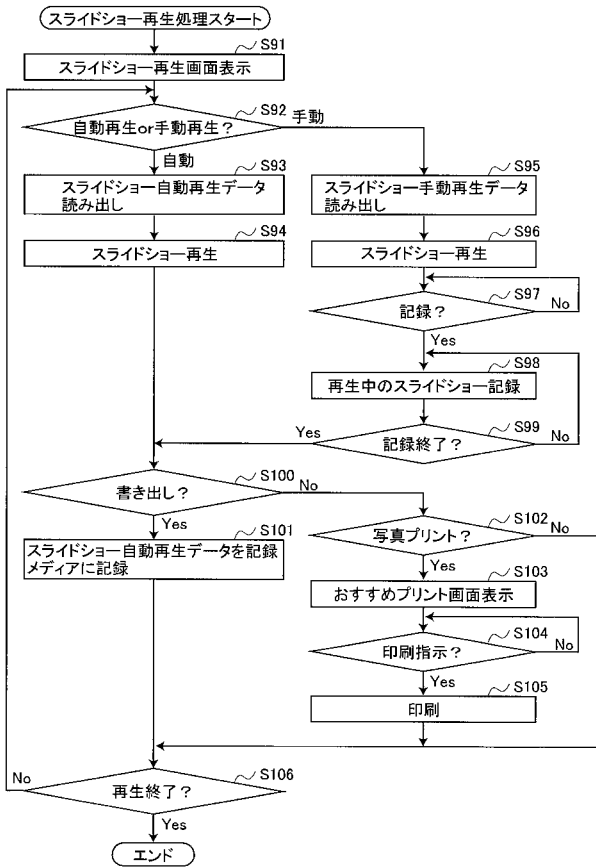 スライドショー再生処理スタート
S91
スライドショー再生画面表示
S92
自動再生or手動再生?
手動
自動
S93
スライドショー自動再生データ
読み出し
S95
スライドショー手動再生データ
読み出し
S94
スライドショー再生
S96
スライドショー再生
S97
記録?
No
Yes
S98
再生中のスライドショー記録
S99
記録終了?
Yes
No
S100
書き出し?
No
Yes
S101
スライドショー自動再生データを記録
メディアに記録
S102
写真プリント?
No
Yes
S103
おすすめプリント画面表示
S104
印刷指示?
No
Yes
S105
印刷
S106
再生終了?
No
Yes
エンド